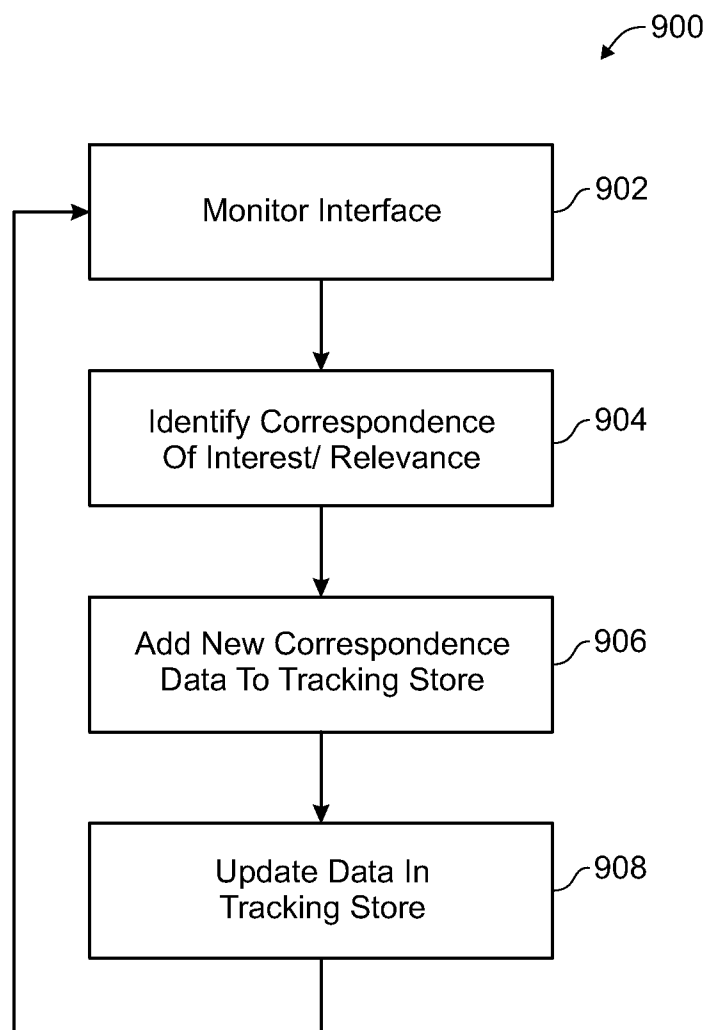 900
Monitor Interface
902
Identify Correspondence
Of Interest/ Relevance
904
Add New Correspondence
Data To Tracking Store
906
Update Data In
Tracking Store
908